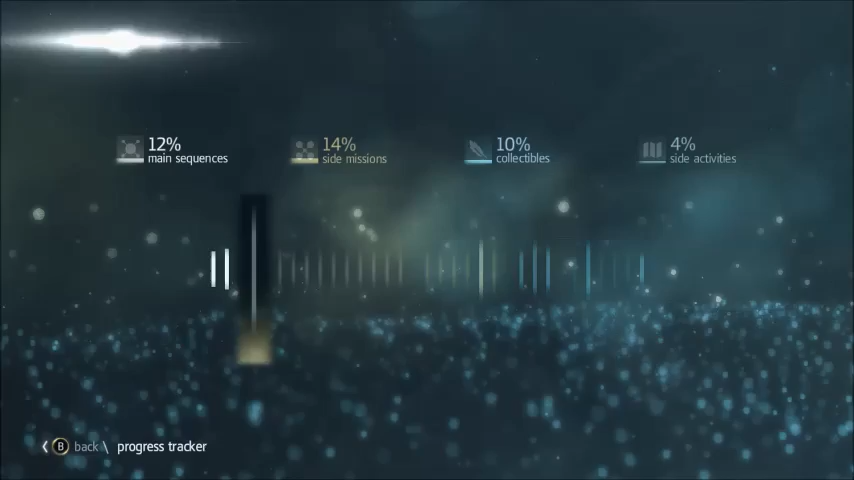 12%
main sequences
14%
side missions
10%
collectibles
4%
side activities
B back \ progress tracker